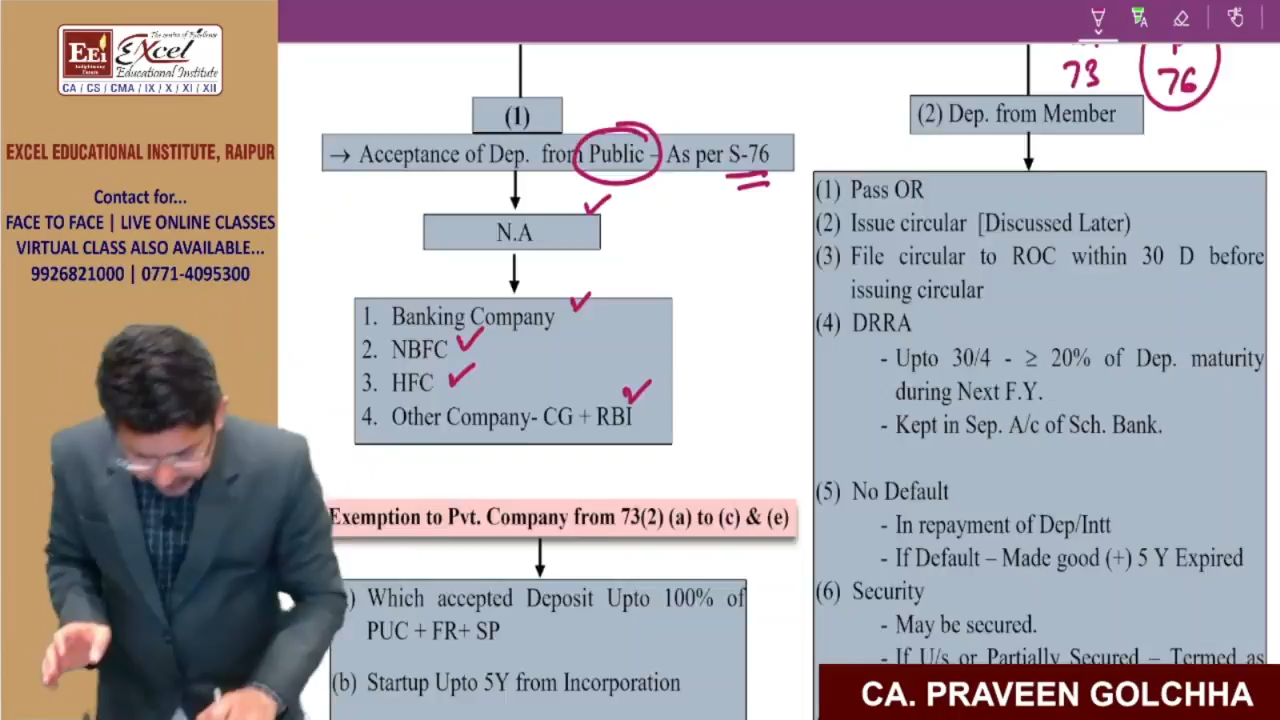 EEi
The centre of Excellence
Excel
Educational Institute
CA / CS / CMA / IX / X / XI / XII
EXCEL EDUCATIONAL INSTITUTE, RAIPUR
Contact for...
FACE TO FACE | LIVE ONLINE CLASSES
VIRTUAL CLASS ALSO AVAILABLE...
9926821000 | 0771-4095300
(1)
→ Acceptance of Dep. from Public – As per S-76
N.A
1. Banking Company
2. NBFC
3. HFC
4. Other Company- CG + RBI
Exemption to Pvt. Company from 73(2) (a) to (c) & (e)
) Which accepted Deposit Upto 100% of
PUC + FR+ SP
(b) Startup Upto 5Y from Incorporation
73
76
(2) Dep. from Member
(1) Pass OR
(2) Issue circular [Discussed Later)
(3) File circular to ROC within 30 D before
issuing circular
(4) DRRA
- Upto 30/4 - ≥ 20% of Dep. maturity
during Next F.Y.
- Kept in Sep. A/c of Sch. Bank.
(5) No Default
- In repayment of Dep/Intt
- If Default – Made good (+) 5 Y Expired
(6) Security
- May be secured.
- If U/s or Partially Secured – Termed as
CA. PRAVEEN GOLCHHA